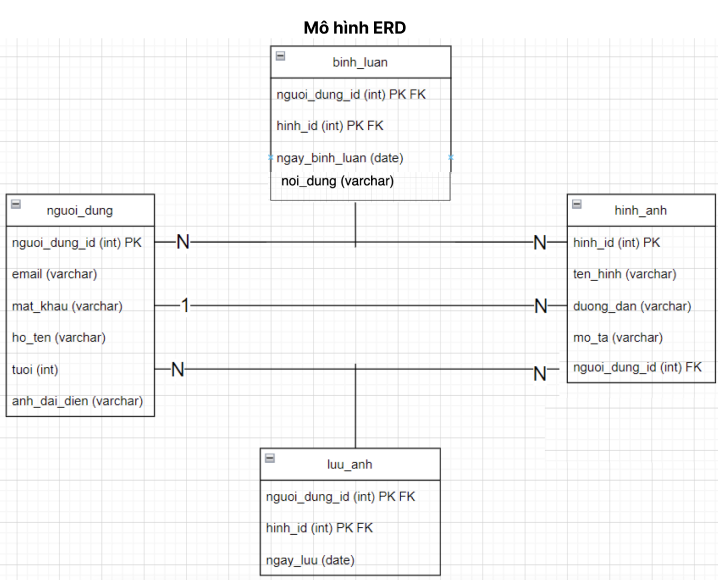 Mô hình ERD
binh_luan
nguoi_dung_id (int) PK FK
hinh_id (int) PK FK
ngay_binh_luan (date)
noi_dung (varchar)
nguoi_dung
nguoi_dung_id (int) PK
email (varchar)
mat_khau (varchar)
ho_ten (varchar)
tuoi (int)
anh_dai_dien (varchar)
N
N
1
N
N
N
hinh_anh
hinh_id (int) PK
ten_hinh (varchar)
duong_dan (varchar)
mo_ta (varchar)
nguoi_dung_id (int) FK
luu_anh
nguoi_dung_id (int) PK FK
hinh_id (int) PK FK
ngay_luu (date)